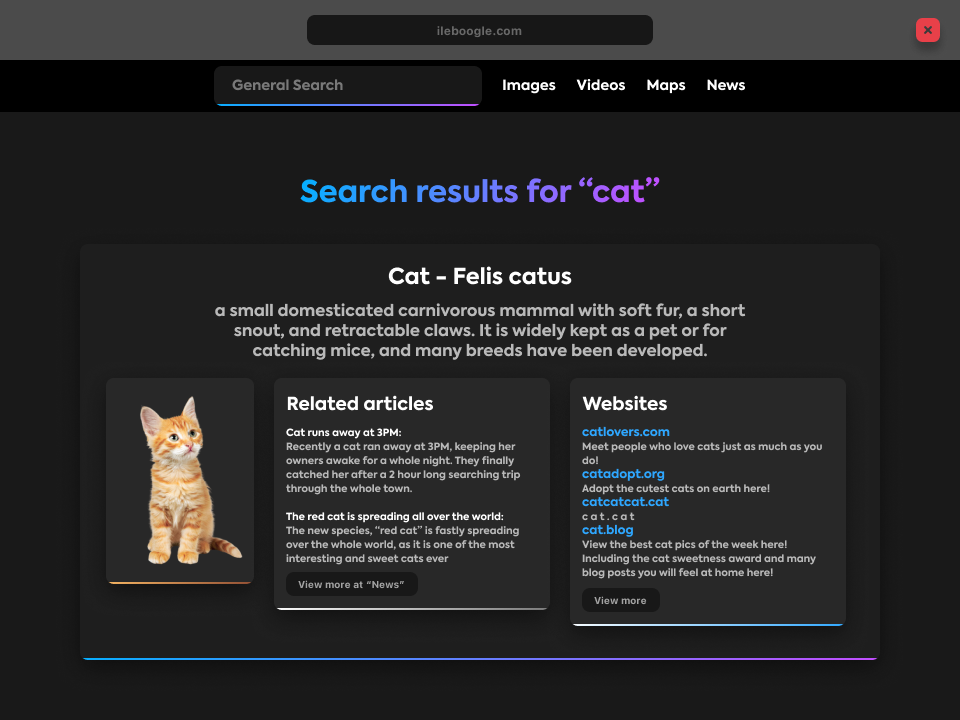 ileboogle.com
×
General Search
Images Videos Maps News
Search results for “cat”
Cat - Felis catus
a small domesticated carnivorous mammal with soft fur, a short
snout, and retractable claws. It is widely kept as a pet or for
catching mice, and many breeds have been developed.
Related articles
Cat runs away at 3PM:
Recently a cat ran away at 3PM, keeping her
owners awake for a whole night. They finally
catched her after a 2 hour long searching trip
through the whole town.
The red cat is spreading all over the world:
The new species, “red cat” is fastly spreading
over the whole world, as it is one of the most
interesting and sweet cats ever
View more at “News”
Websites
catlovers.com
Meet people who love cats just as much as you
do!
catadopt.org
Adopt the cutest cats on earth here!
catcatcat.cat
c a t . c a t
cat.blog
View the best cat pics of the week here!
Including the cat sweetness award and many
blog posts you will feel at home here!
View more